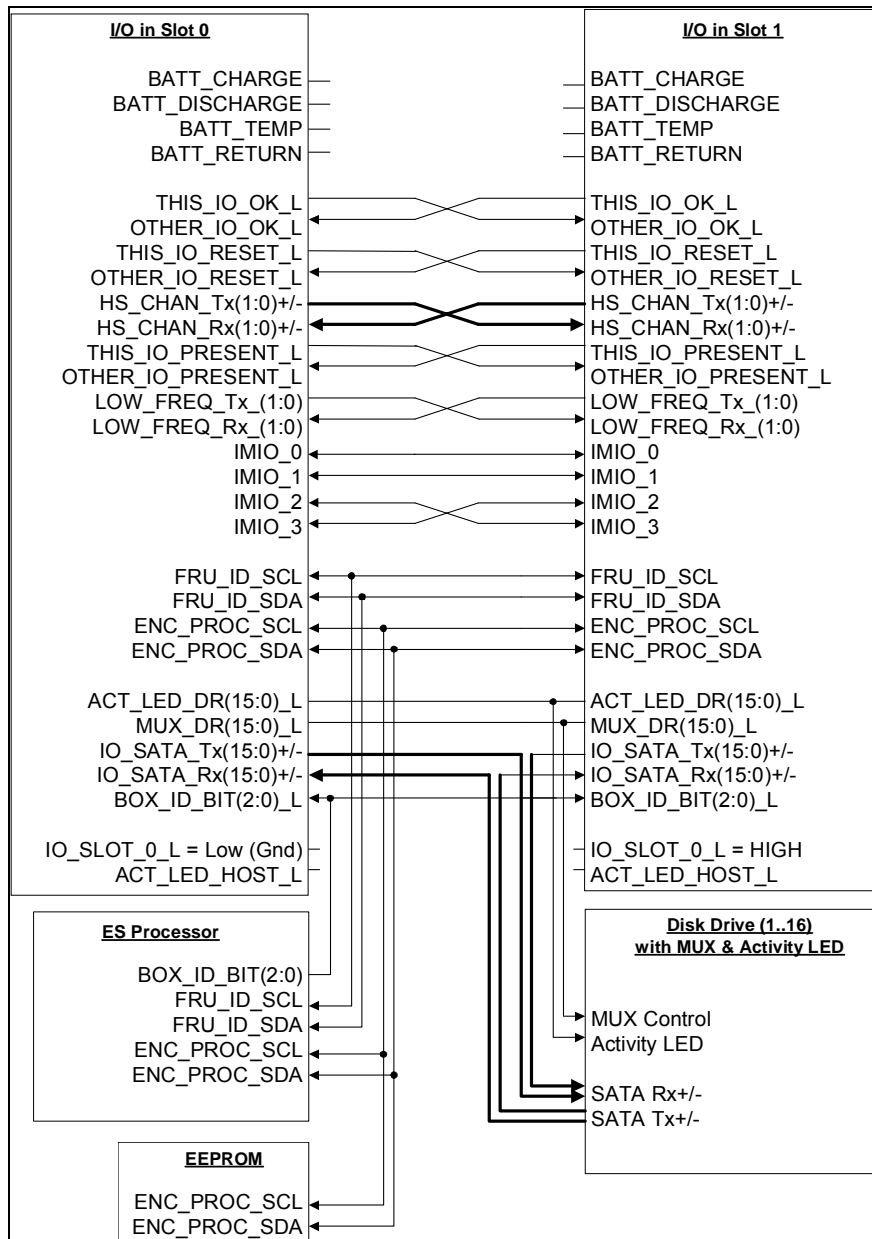 I/O in Slot 0
BATT_CHARGE
BATT_DISCHARGE
BATT_TEMP
BATT_RETURN
THIS_IO_OK_L
OTHER_IO_OK_L
THIS_IO_RESET_L
OTHER_IO_RESET_L
HS_CHAN_Tx(1:0)+/-
HS_CHAN_Rx(1:0)+/-
THIS_IO_PRESENT_L
OTHER_IO_PRESENT_L
LOW_FREQ_Tx_(1:0)
LOW_FREQ_Rx_(1:0)
IMIO_0
IMIO_1
IMIO_2
IMIO_3
FRU_ID_SCL
FRU_ID_SDA
ENC_PROC_SCL
ENC_PROC_SDA
ACT_LED_DR(15:0)_L
MUX_DR(15:0)_L
IO_SATA_Tx(15:0)+/-
IO_SATA_Rx(15:0)+/-
BOX_ID_BIT(2:0)_L
IO_SLOT_0_L = Low (Gnd)
ACT_LED_HOST_L
I/O in Slot 1
BATT_CHARGE
BATT_DISCHARGE
BATT_TEMP
BATT_RETURN
THIS_IO_OK_L
OTHER_IO_OK_L
THIS_IO_RESET_L
OTHER_IO_RESET_L
HS_CHAN_Tx(1:0)+/-
HS_CHAN_Rx(1:0)+/-
THIS_IO_PRESENT_L
OTHER_IO_PRESENT_L
LOW_FREQ_Tx_(1:0)
LOW_FREQ_Rx_(1:0)
IMIO_0
IMIO_1
IMIO_2
IMIO_3
FRU_ID_SCL
FRU_ID_SDA
ENC_PROC_SCL
ENC_PROC_SDA
ACT_LED_DR(15:0)_L
MUX_DR(15:0)_L
IO_SATA_Tx(15:0)+/-
IO_SATA_Rx(15:0)+/-
BOX_ID_BIT(2:0)_L
IO_SLOT_0_L = HIGH
ACT_LED_HOST_L
ES Processor
BOX_ID_BIT(2:0)
FRU_ID_SCL
FRU_ID_SDA
ENC_PROC_SCL
ENC_PROC_SDA
Disk Drive (1..16)
with MUX & Activity LED
MUX Control
Activity LED
SATA Rx+/-
SATA Tx+/-
EEPROM
ENC_PROC_SCL
ENC_PROC_SDA